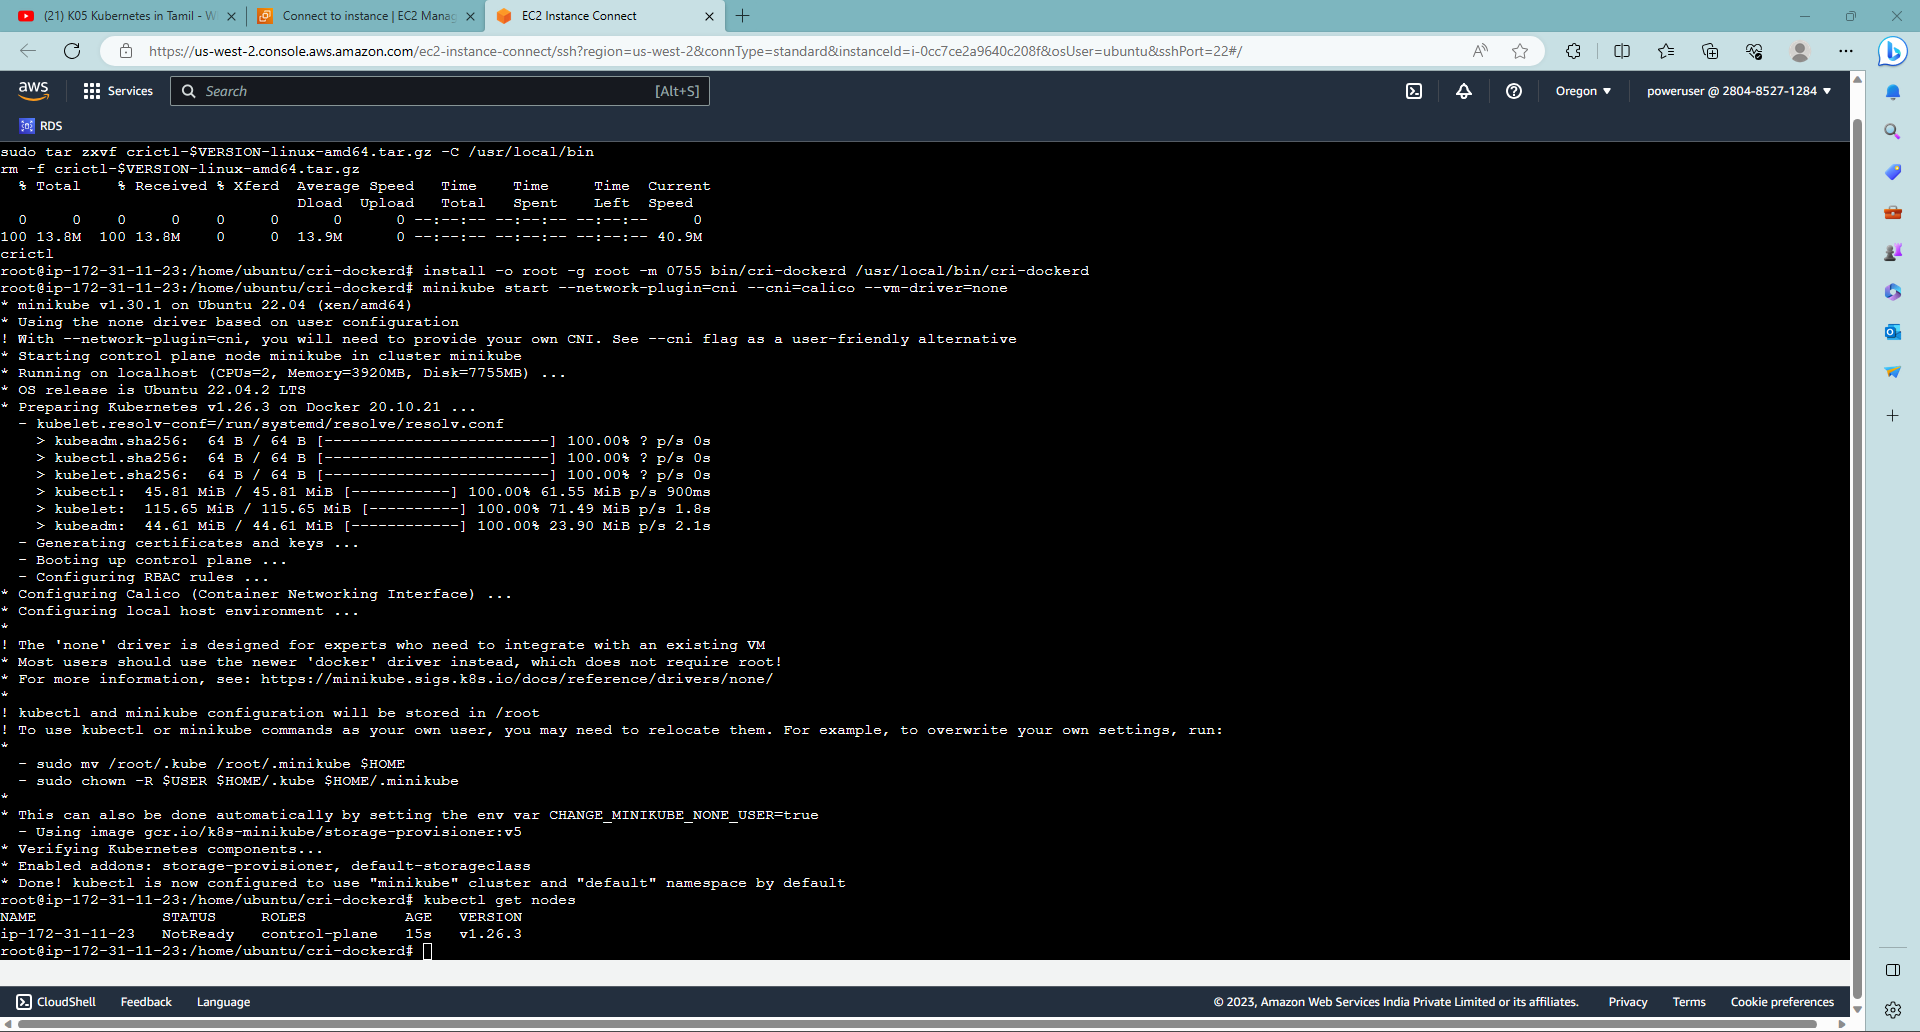 (21) K05 Kubernetes in Tamil - W
Connect to instance | EC2 Manag
EC2 Instance Connect
https://us-west-2.console.aws.amazon.com/ec2-instance-connect/ssh?region=us-west-2&connType=standard&instanceId=i-0cc7ce2a9640c208f&osUser=ubuntu&sshPort=22#/
aws Services Search [Alt+S] Oregon poweruser @ 2804-8527-1284
RDS
sudo tar zxvf crictl-$VERSION-linux-amd64.tar.gz -C /usr/local/bin
rm -f crictl-$VERSION-linux-amd64.tar.gz
% Total % Received % Xferd Average Speed Time Time Time Current
Dload Upload Total Spent Left Speed
0 0 0 0 0 0 0 0 --:--:-- --:--:-- --:--:-- 0
100 13.8M 100 13.8M 0 0 13.9M 0 --:--:-- --:--:-- --:--:-- 40.9M
crictl
root@ip-172-31-11-23:/home/ubuntu/cri-dockerd# install -o root -g root -m 0755 bin/cri-dockerd /usr/local/bin/cri-dockerd
root@ip-172-31-11-23:/home/ubuntu/cri-dockerd# minikube start --network-plugin=cni --cni=calico --vm-driver=none
* minikube v1.30.1 on Ubuntu 22.04 (xen/amd64)
* Using the none driver based on user configuration
! With --network-plugin=cni, you will need to provide your own CNI. See --cni flag as a user-friendly alternative
* Starting control plane node minikube in cluster minikube
* Running on localhost (CPUs=2, Memory=3920MB, Disk=7755MB) ...
* OS release is Ubuntu 22.04.2 LTS
* Preparing Kubernetes v1.26.3 on Docker 20.10.21 ...
- kubelet.resolv-conf=/run/systemd/resolve/resolv.conf
> kubeadm.sha256: 64 B / 64 B [-------------------------] 100.00% ? p/s 0s
> kubectl.sha256: 64 B / 64 B [-------------------------] 100.00% ? p/s 0s
> kubelet.sha256: 64 B / 64 B [-------------------------] 100.00% ? p/s 0s
> kubectl: 45.81 MiB / 45.81 MiB [-----------] 100.00% 61.55 MiB p/s 900ms
> kubelet: 115.65 MiB / 115.65 MiB [----------] 100.00% 71.49 MiB p/s 1.8s
> kubeadm: 44.61 MiB / 44.61 MiB [------------] 100.00% 23.90 MiB p/s 2.1s
- Generating certificates and keys ...
- Booting up control plane ...
- Configuring RBAC rules ...
* Configuring Calico (Container Networking Interface) ...
* Configuring local host environment ...
*
! The 'none' driver is designed for experts who need to integrate with an existing VM
* Most users should use the newer 'docker' driver instead, which does not require root!
* For more information, see: https://minikube.sigs.k8s.io/docs/reference/drivers/none/
*
! kubectl and minikube configuration will be stored in /root
! To use kubectl or minikube commands as your own user, you may need to relocate them. For example, to overwrite your own settings, run:
*
- sudo mv /root/.kube /root/.minikube $HOME
- sudo chown -R $USER $HOME/.kube $HOME/.minikube
*
* This can also be done automatically by setting the env var CHANGE_MINIKUBE_NONE_USER=true
- Using image gcr.io/k8s-minikube/storage-provisioner:v5
* Verifying Kubernetes components...
* Enabled addons: storage-provisioner, default-storageclass
* Done! kubectl is now configured to use "minikube" cluster and "default" namespace by default
root@ip-172-31-11-23:/home/ubuntu/cri-dockerd# kubectl get nodes
NAME STATUS ROLES AGE VERSION
ip-172-31-11-23 NotReady control-plane 15s v1.26.3
root@ip-172-31-11-23:/home/ubuntu/cri-dockerd#
CloudShell Feedback Language © 2023, Amazon Web Services India Private Limited or its affiliates. Privacy Terms Cookie preferences